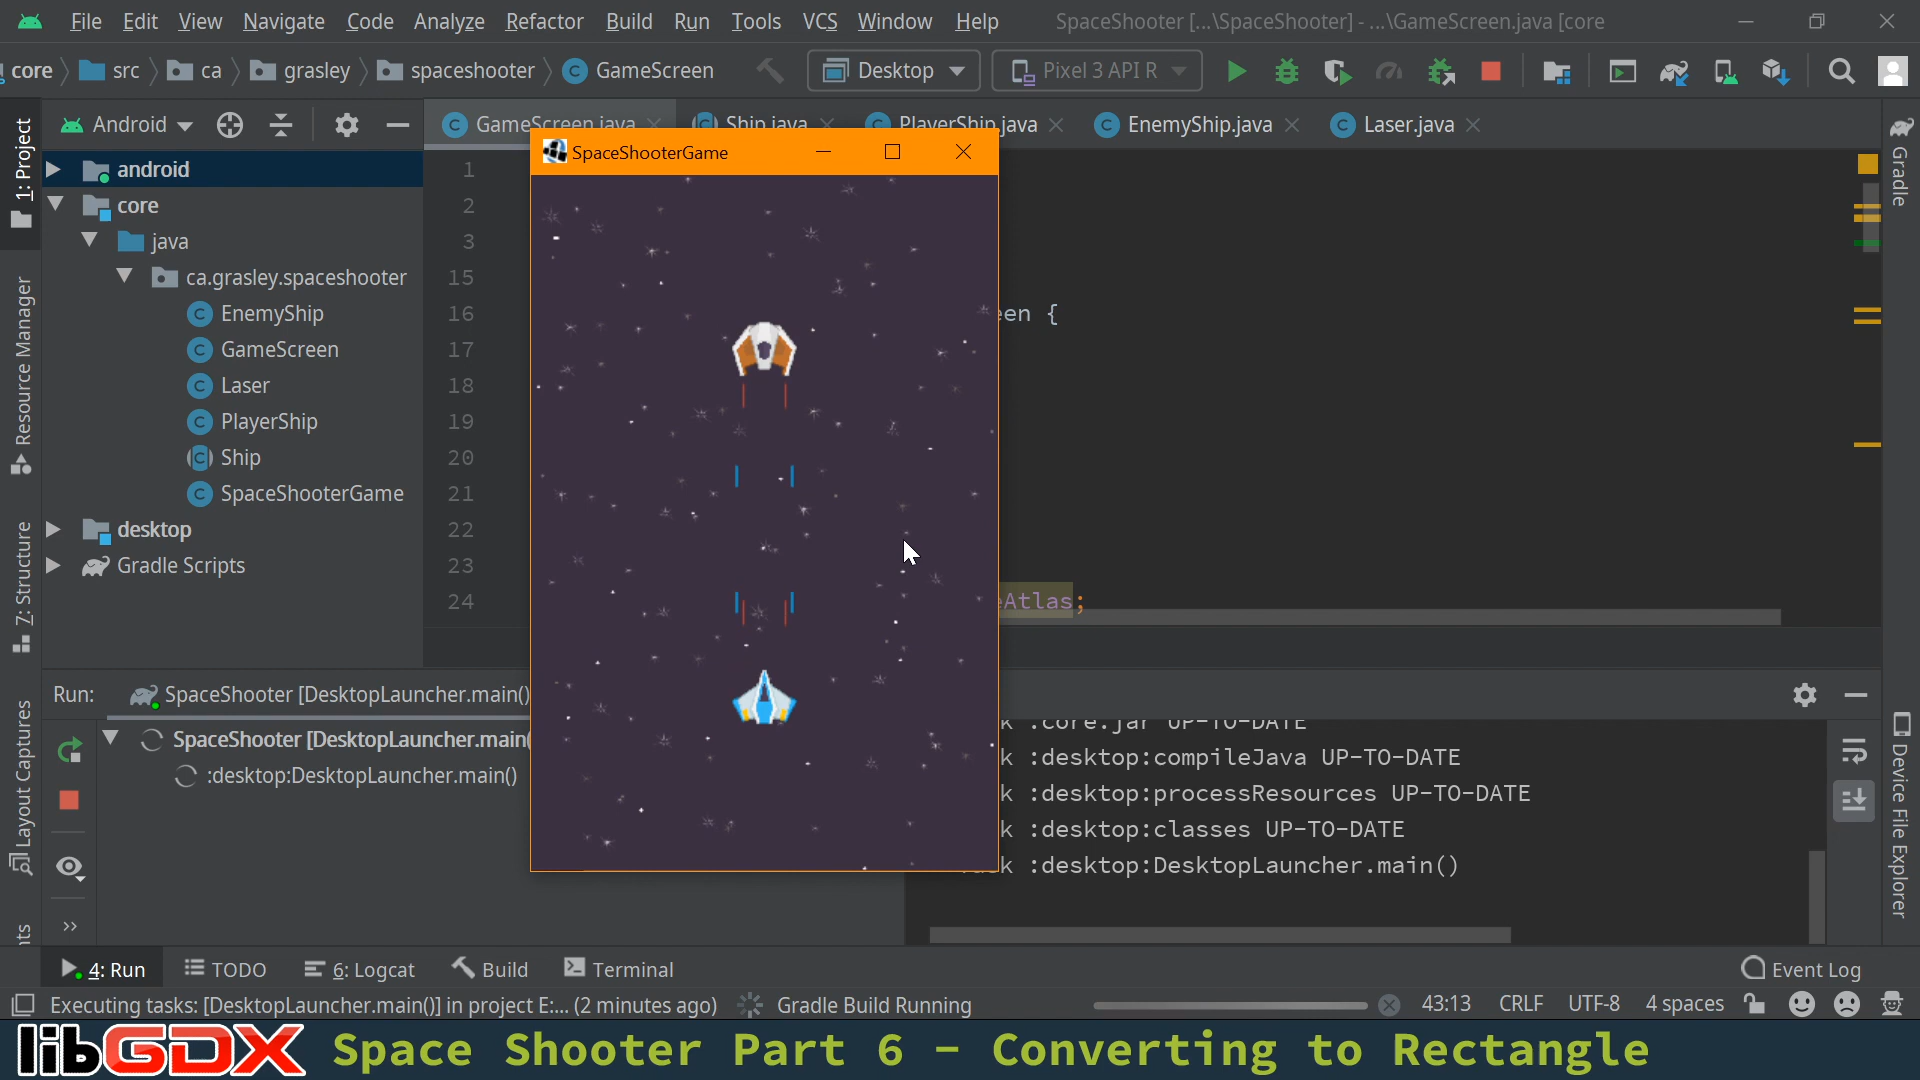 File Edit View Navigate Code Analyze Refactor Build Run Tools VCS Window Help SpaceShooter [...\SpaceShooter] - ...\GameScreen.java [core
core src ca grasley spaceshooter GameScreen Desktop Pixel 3 API R
Android GameScreen.java Ship.java PlayerShip.java EnemyShip.java Laser.java
SpaceShooterGame
1: Project
Resource Manager
Z: Structure
Layout Captures
android
core
java
ca.grasley.spaceshooter
EnemyShip
GameScreen
Laser
PlayerShip
Ship
SpaceShooterGame
desktop
Gradle Scripts
1
2
3
15
16 een {
17
18
19
20
21
22
23
24 eAtlas;
Gradle
Device File Explorer
Run: SpaceShooter [DesktopLauncher.main()
SpaceShooter [DesktopLauncher.main(
:desktop:DesktopLauncher.main()
k :core:jar UP-TO-DATE
k :desktop:compileJava UP-TO-DATE
k :desktop:processResources UP-TO-DATE
k :desktop:classes UP-TO-DATE
k :desktop:DesktopLauncher.main()
4: Run TODO 6: Logcat Build Terminal Event Log
Executing tasks: [DesktopLauncher.main()] in project E:... (2 minutes ago) Gradle Build Running 43:13 CRLF UTF-8 4 spaces
libGDX Space Shooter Part 6 - Converting to Rectangle